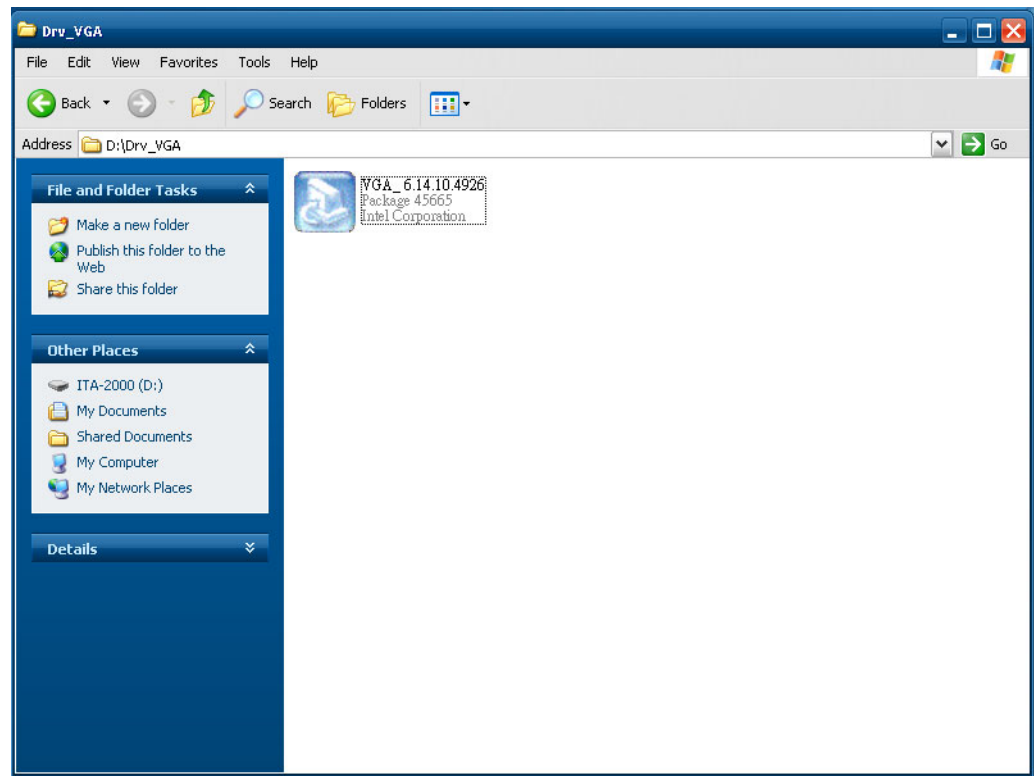 Drv_VGA
File Edit View Favorites Tools Help
Back Search Folders
Address D:\Drv_VGA Go
File and Folder Tasks
Make a new folder
Publish this folder to the
Web
Share this folder
Other Places
ITA-2000 (D:)
My Documents
Shared Documents
My Computer
My Network Places
Details
VGA_ 6.14.10.4926
Package 45665
Intel Corporation